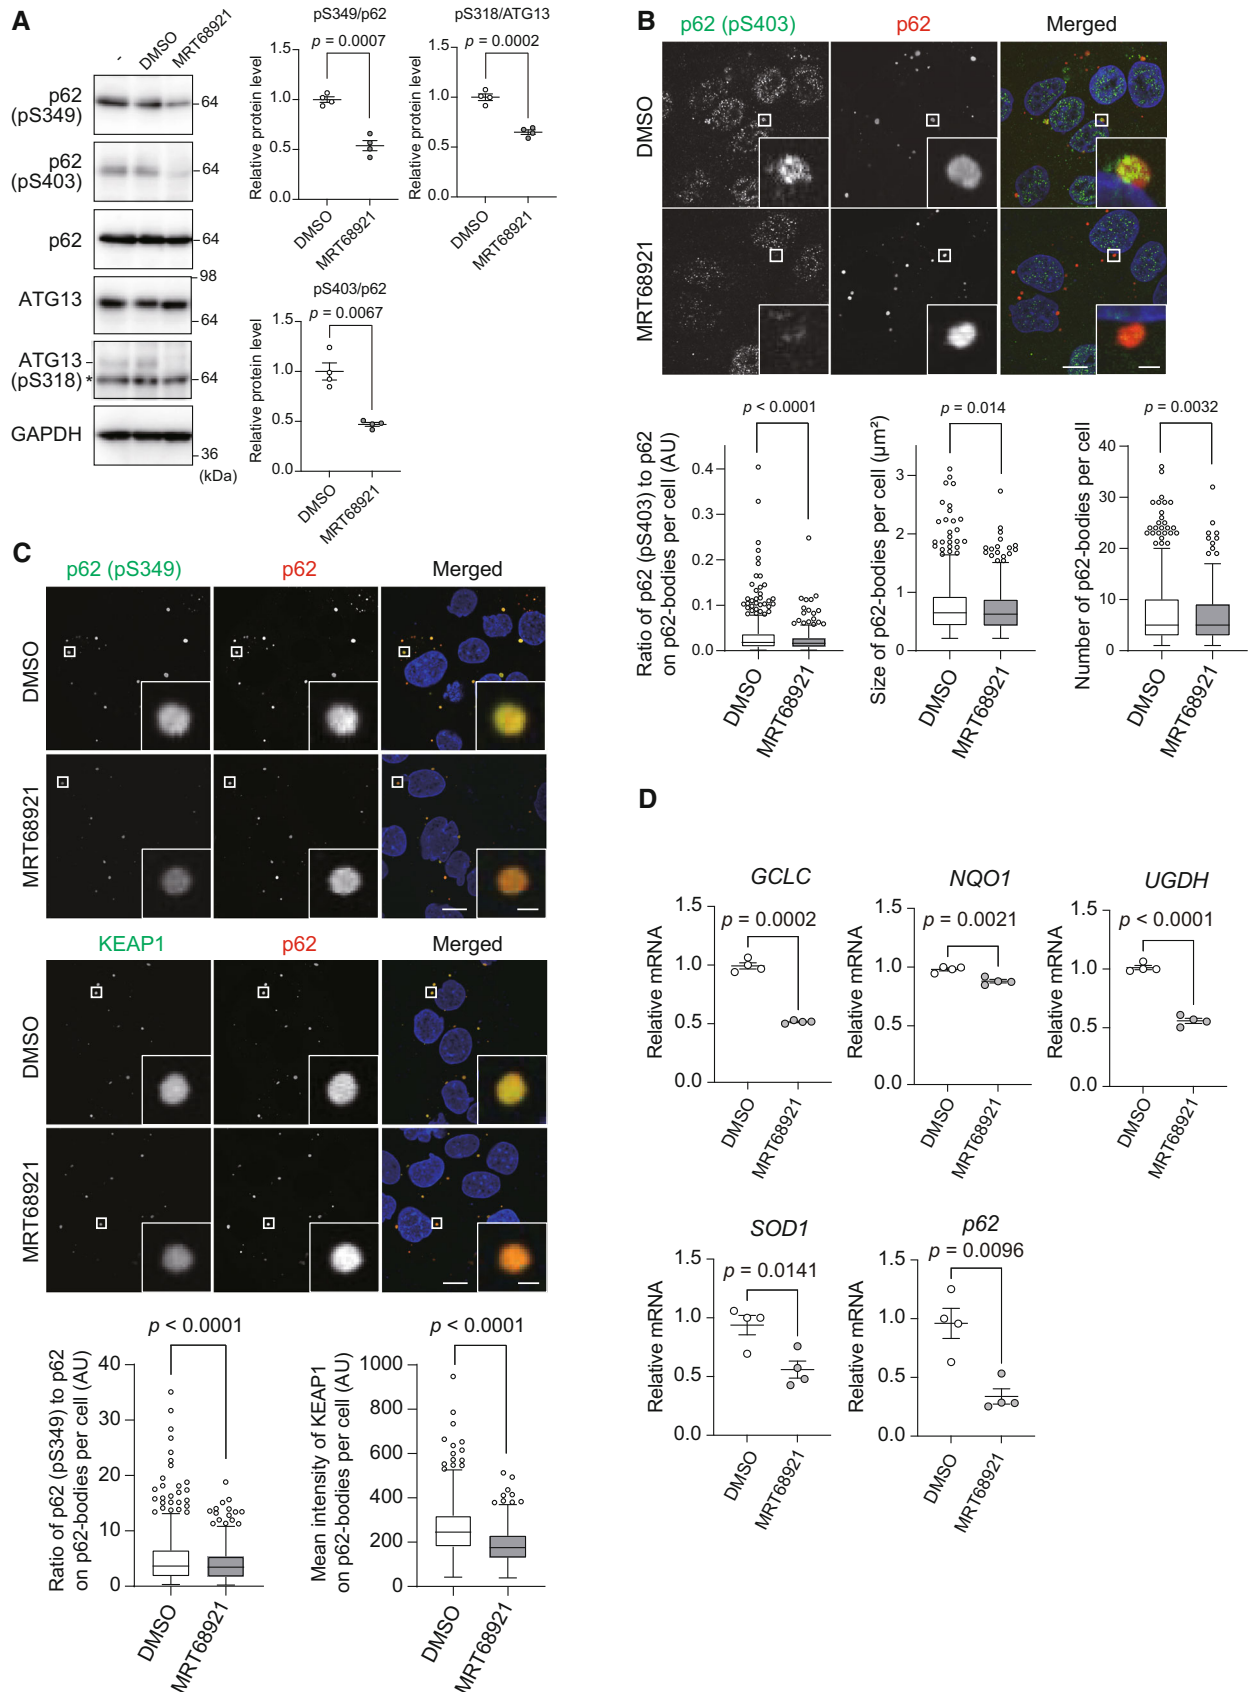 A
-
DMSO
MRT68921
p62
(pS349)
64
p62
(pS403)
64
p62
64
98
ATG13
64
ATG13
(pS318)
*
64
GAPDH
36
(kDa)
pS349/p62
p = 0.0007
Relative protein level
1.5
1.0
0.5
0.0
DMSO
MRT68921
pS318/ATG13
p = 0.0002
Relative protein level
1.5
1.0
0.5
0.0
DMSO
MRT68921
pS403/p62
p = 0.0067
Relative protein level
1.5
1.0
0.5
0.0
DMSO
MRT68921
B
p62 (pS403)
p62
Merged
DMSO
MRT68921
p < 0.0001
Ratio of p62 (pS403) to p62
on p62-bodies per cell (AU)
0.4
0.3
0.2
0.1
0.0
DMSO
MRT68921
p = 0.014
Size of p62-bodies per cell (µm²)
3
2
1
0
DMSO
MRT68921
p = 0.0032
Number of p62-bodies per cell
40
30
20
10
0
DMSO
MRT68921
C
p62 (pS349)
p62
Merged
DMSO
MRT68921
KEAP1
p62
Merged
DMSO
MRT68921
p < 0.0001
Ratio of p62 (pS349) to p62
on p62-bodies per cell (AU)
40
30
20
10
0
DMSO
MRT68921
p < 0.0001
Mean intensity of KEAP1
on p62-bodies per cell (AU)
1000
800
600
400
200
0
DMSO
MRT68921
D
GCLC
p = 0.0002
Relative mRNA
1.5
1.0
0.5
0.0
DMSO
MRT68921
NQO1
p = 0.0021
Relative mRNA
1.5
1.0
0.5
0.0
DMSO
MRT68921
UGDH
p < 0.0001
Relative mRNA
1.5
1.0
0.5
0.0
DMSO
MRT68921
SOD1
p = 0.0141
Relative mRNA
1.5
1.0
0.5
0.0
DMSO
MRT68921
p62
p = 0.0096
Relative mRNA
1.5
1.0
0.5
0.0
DMSO
MRT68921